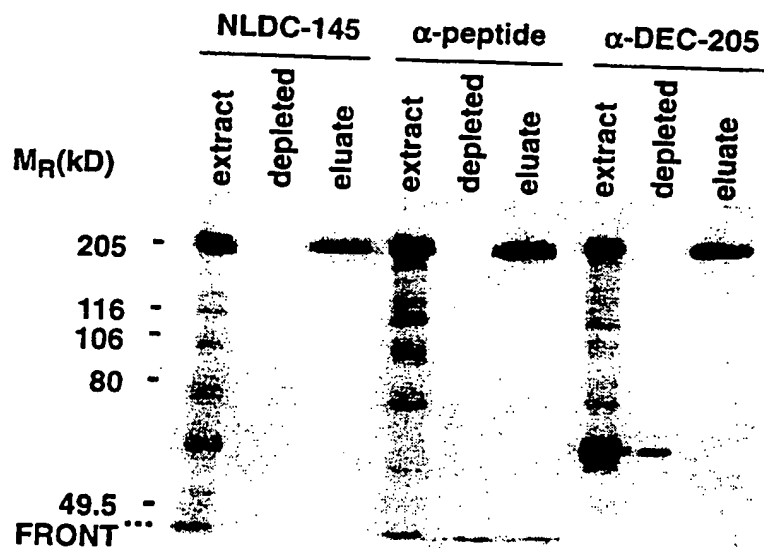 NLDC-145 α-peptide α-DEC-205
extract depleted eluate extract depleted eluate extract depleted eluate
MR(kD)
205 -
116 -
106 -
80 -
49.5 -
FRONT ...